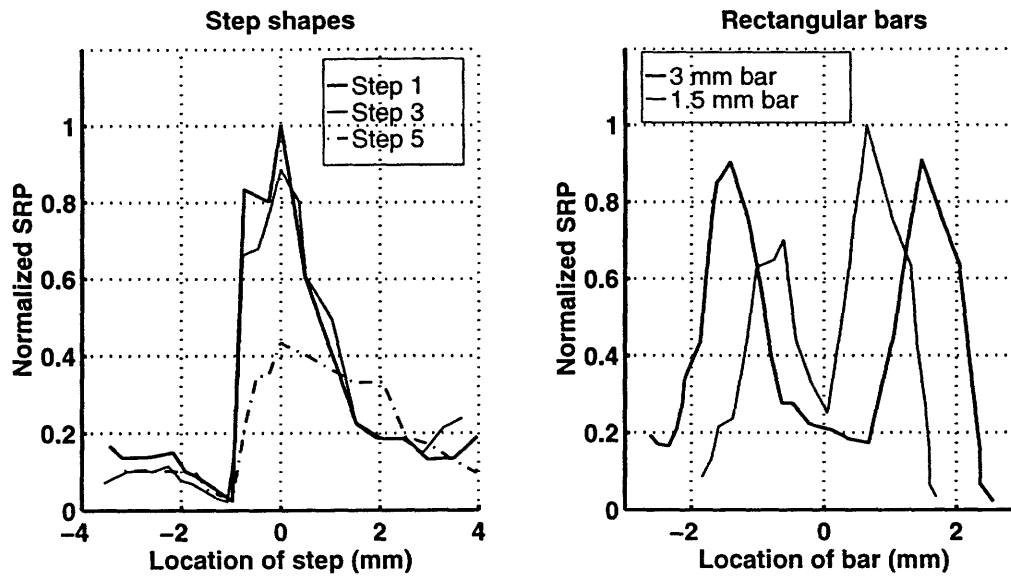 Step shapes
Normalized SRP
1
0.8
0.6
0.4
0.2
0
Step 1
Step 3
Step 5
−4
−2
0
2
4
Location of step (mm)
Rectangular bars
Normalized SRP
1
0.8
0.6
0.4
0.2
0
3 mm bar
1.5 mm bar
−2
0
2
Location of bar (mm)